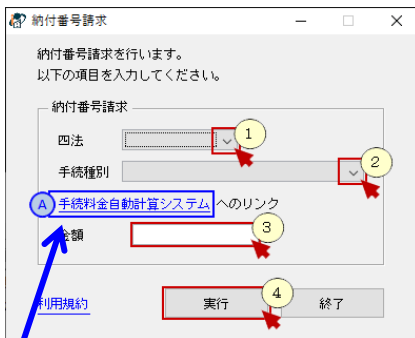 納付番号請求
納付番号請求を行います。
以下の項目を入力してください。
納付番号請求
四法
1
手続種別
2
A 手続料金自動計算システム へのリンク
金額
3
利用規約
実行
4
終了